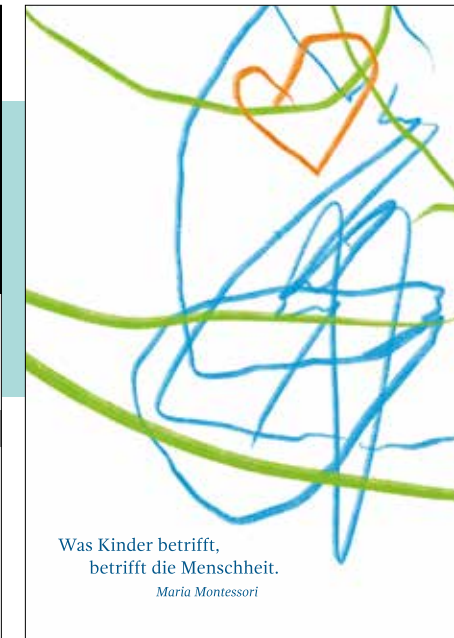 Was Kinder betrifft,
betrifft die Menschheit.
Maria Montessori